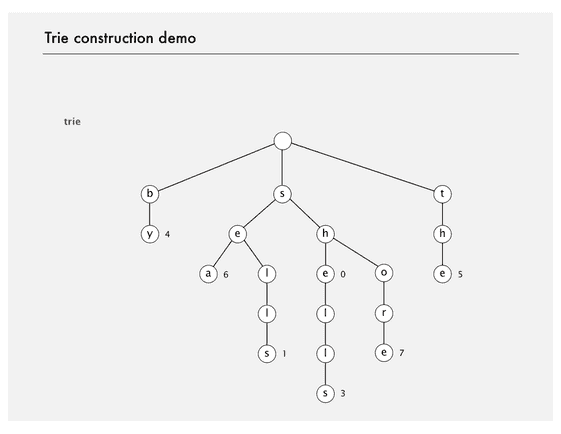 Trie construction demo
trie
b s t
y 4 e h h
a 6 l e 0 o e 5
l l r
s 1 l e 7
s 3